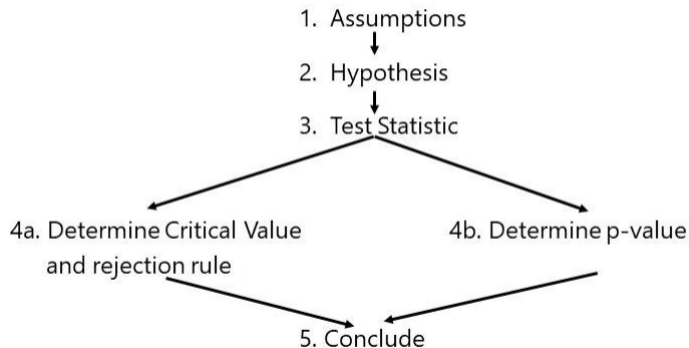 1. Assumptions
2. Hypothesis
3. Test Statistic
4a. Determine Critical Value
and rejection rule
4b. Determine p-value
5. Conclude